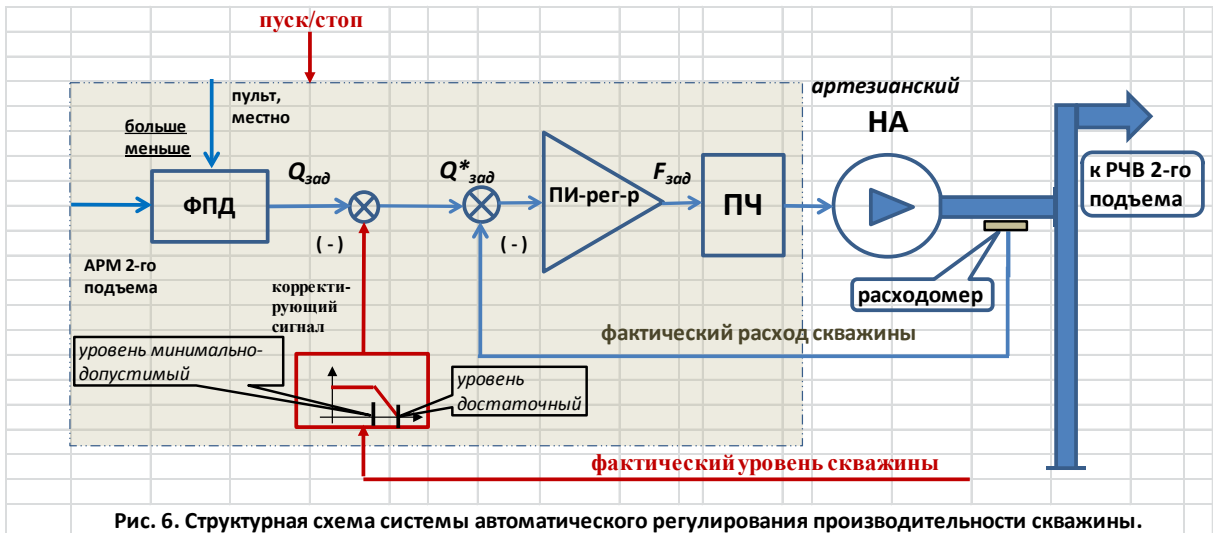 пуск/стоп
пульт,
местно
больше
меньше
артезианский
НА
Qзад
Q*зад
ФПД
ПИ-рег-р
Fзад
ПЧ
к РЧВ 2-го
подъема
( - )
( - )
АРМ 2-го
подъема
корректи-
рующий
сигнал
расходомер
фактический расход скважины
уровень минимально-
допустимый
уровень
достаточный
фактический уровень скважины
Рис. 6. Структурная схема системы автоматического регулирования производительности скважины.